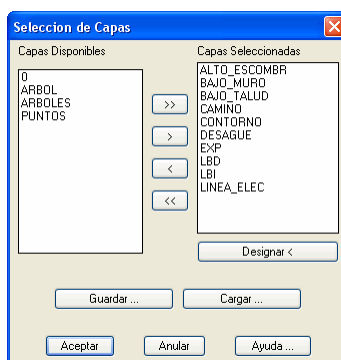 Seleccion de Capas
Capas Disponibles
Capas Seleccionadas
0
ARBOL
ARBOLES
PUNTOS
>>
>
<
<<
ALTO_ESCOMBR
BAJO_MURO
BAJO_TALUD
CAMINO
CONTORNO
DESAGUE
EXP
LBD
LBI
LINEA_ELEC
Designar <
Guardar ...
Cargar ...
Aceptar
Anular
Ayuda ...